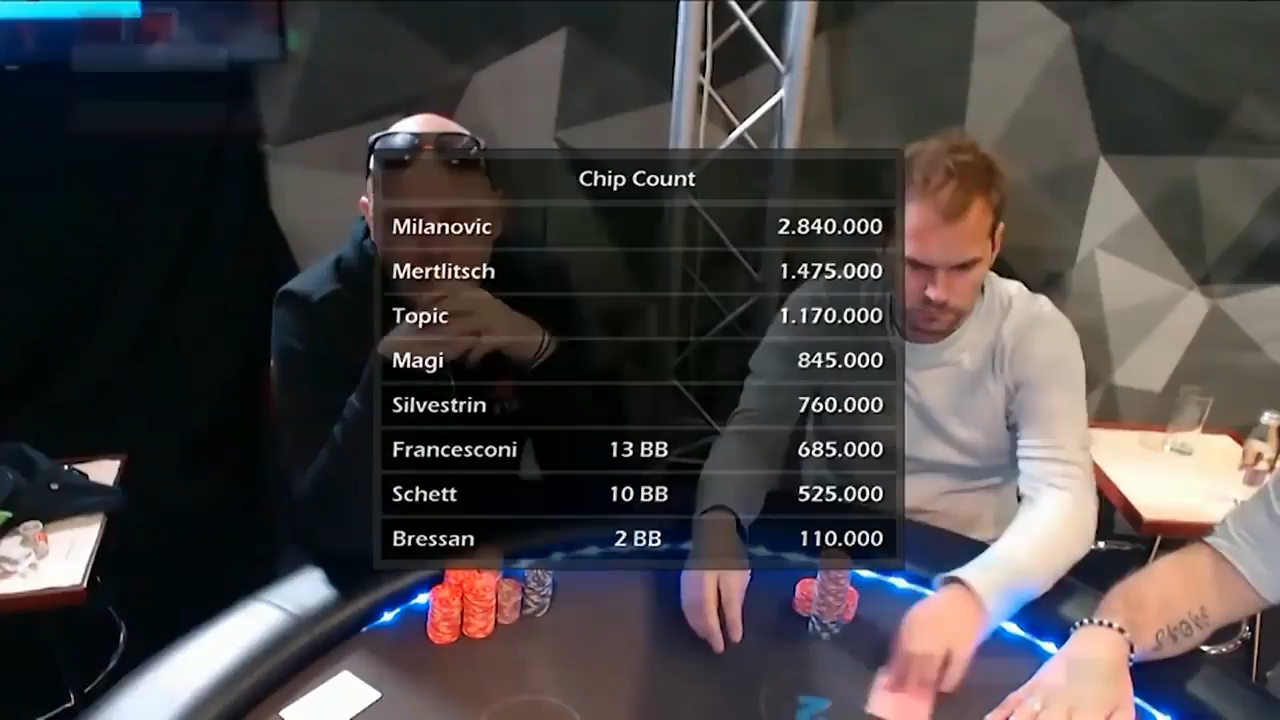 Chip Count
Milanovic 2.840.000
Mertlitsch 1.475.000
Topic 1.170.000
Magi 845.000
Silvestrin 760.000
Francesconi 13 BB 685.000
Schett 10 BB 525.000
Bressan 2 BB 110.000